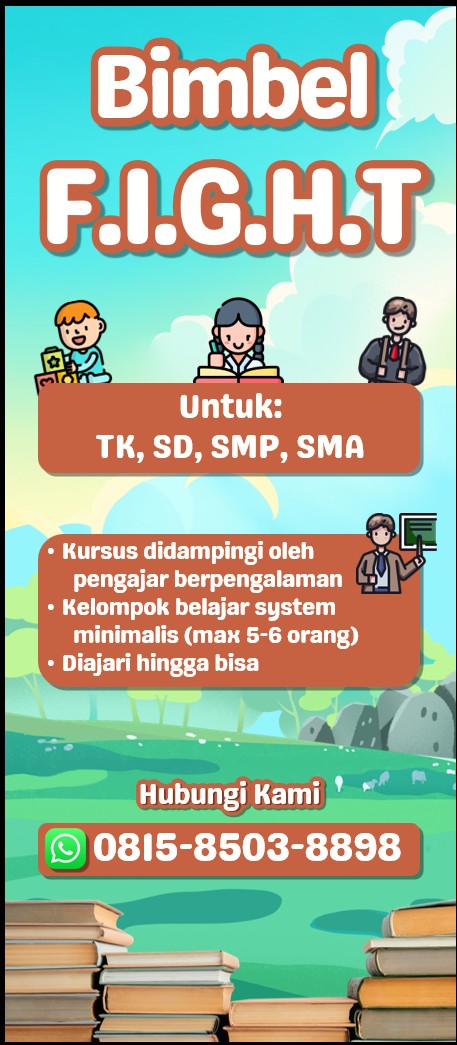 Bimbel
F.I.G.H.T
Untuk:
TK, SD, SMP, SMA
• Kursus didampingi oleh
pengajar berpengalaman
• Kelompok belajar system
minimalis (max 5-6 orang)
• Diajari hingga bisa
Hubungi Kami
0815-8503-8898